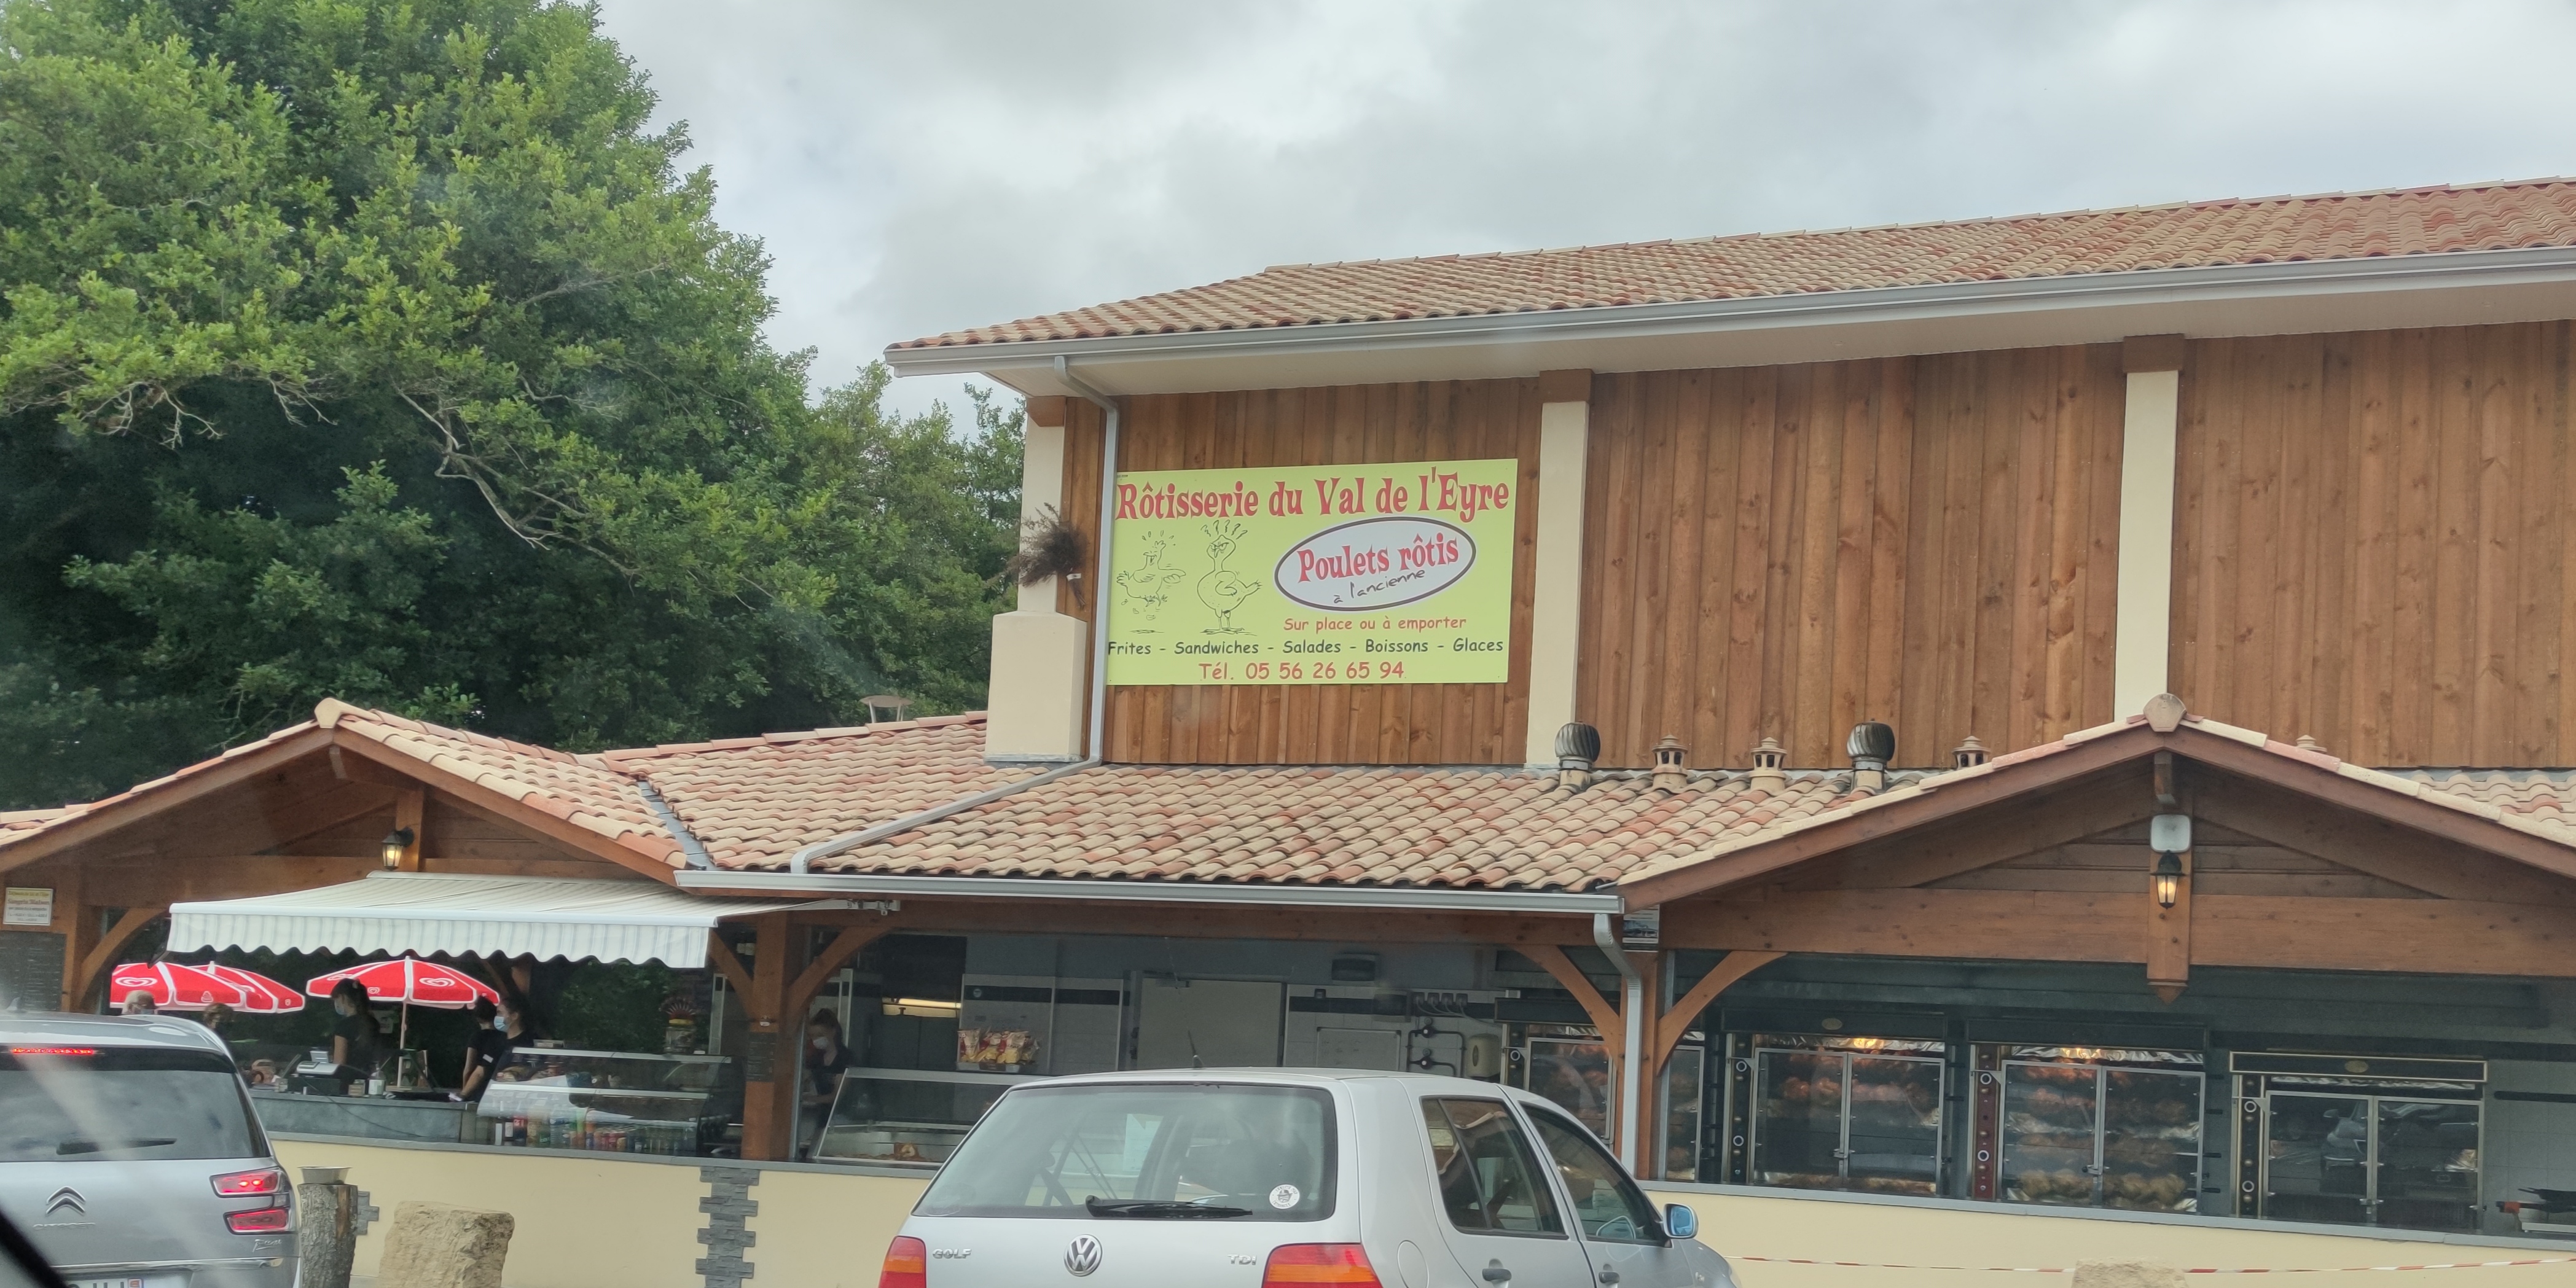 Rôtisserie du Val de l'Eyre
Poulets rôtis
à l'ancienne
Sur place ou à emporter
Frites - Sandwiches - Salades - Boissons - Glaces
Tél. 05 56 26 65 94
GOLF
TDI